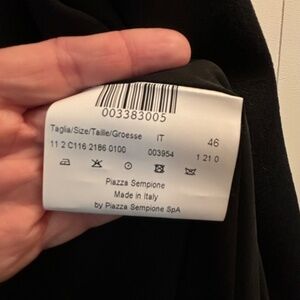 003383005
Taglia/Size/Taille/Groesse IT 46
11 2 C116 2186 0100 003954 1 21 0
Piazza Sempione
Made in Italy
by Piazza Sempione SpA